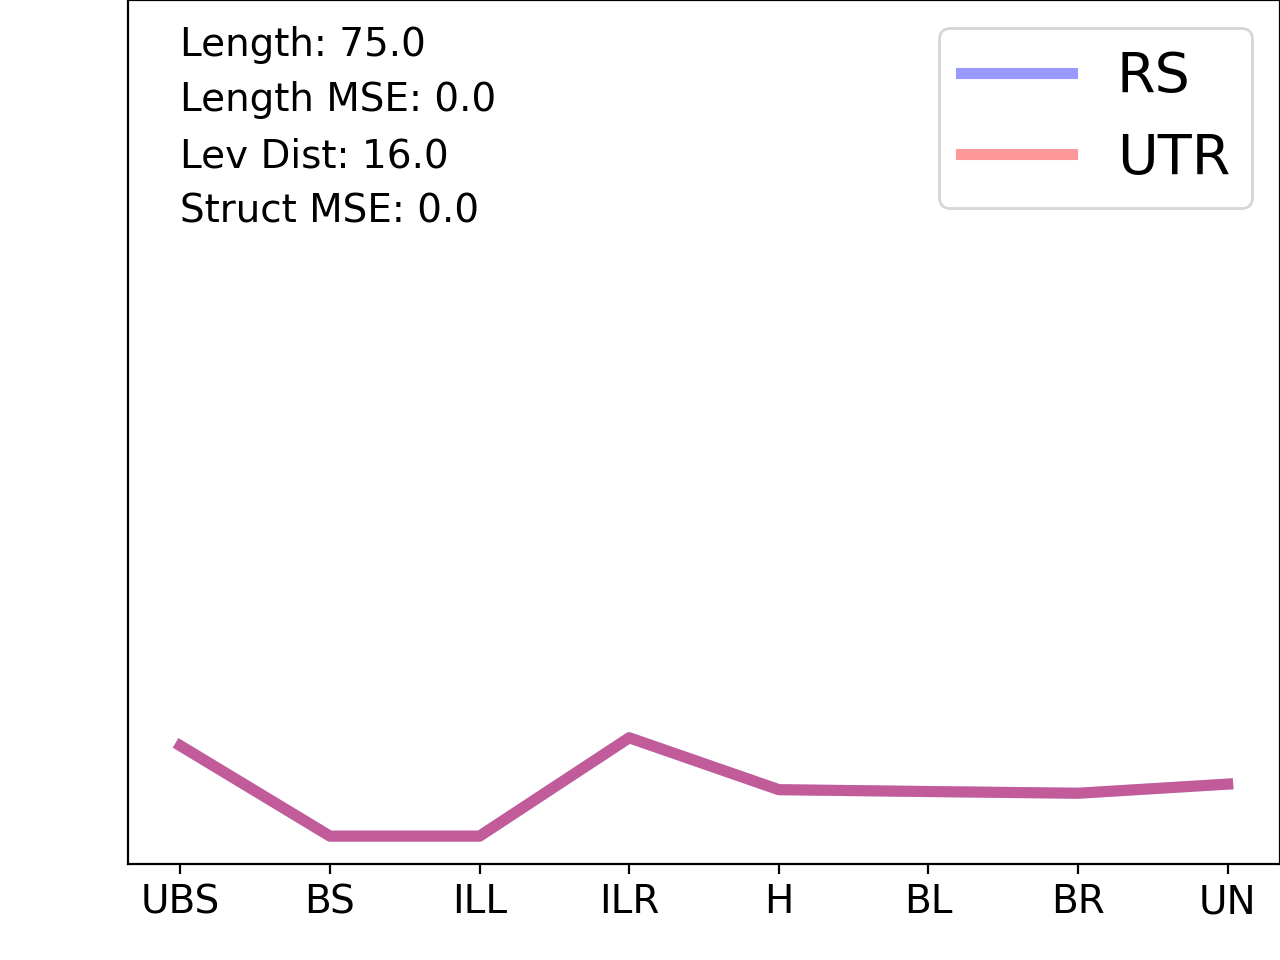 Length: 75.0
Length MSE: 0.0
Lev Dist: 16.0
Struct MSE: 0.0
RS
UTR
UBS BS ILL ILR H BL BR UN